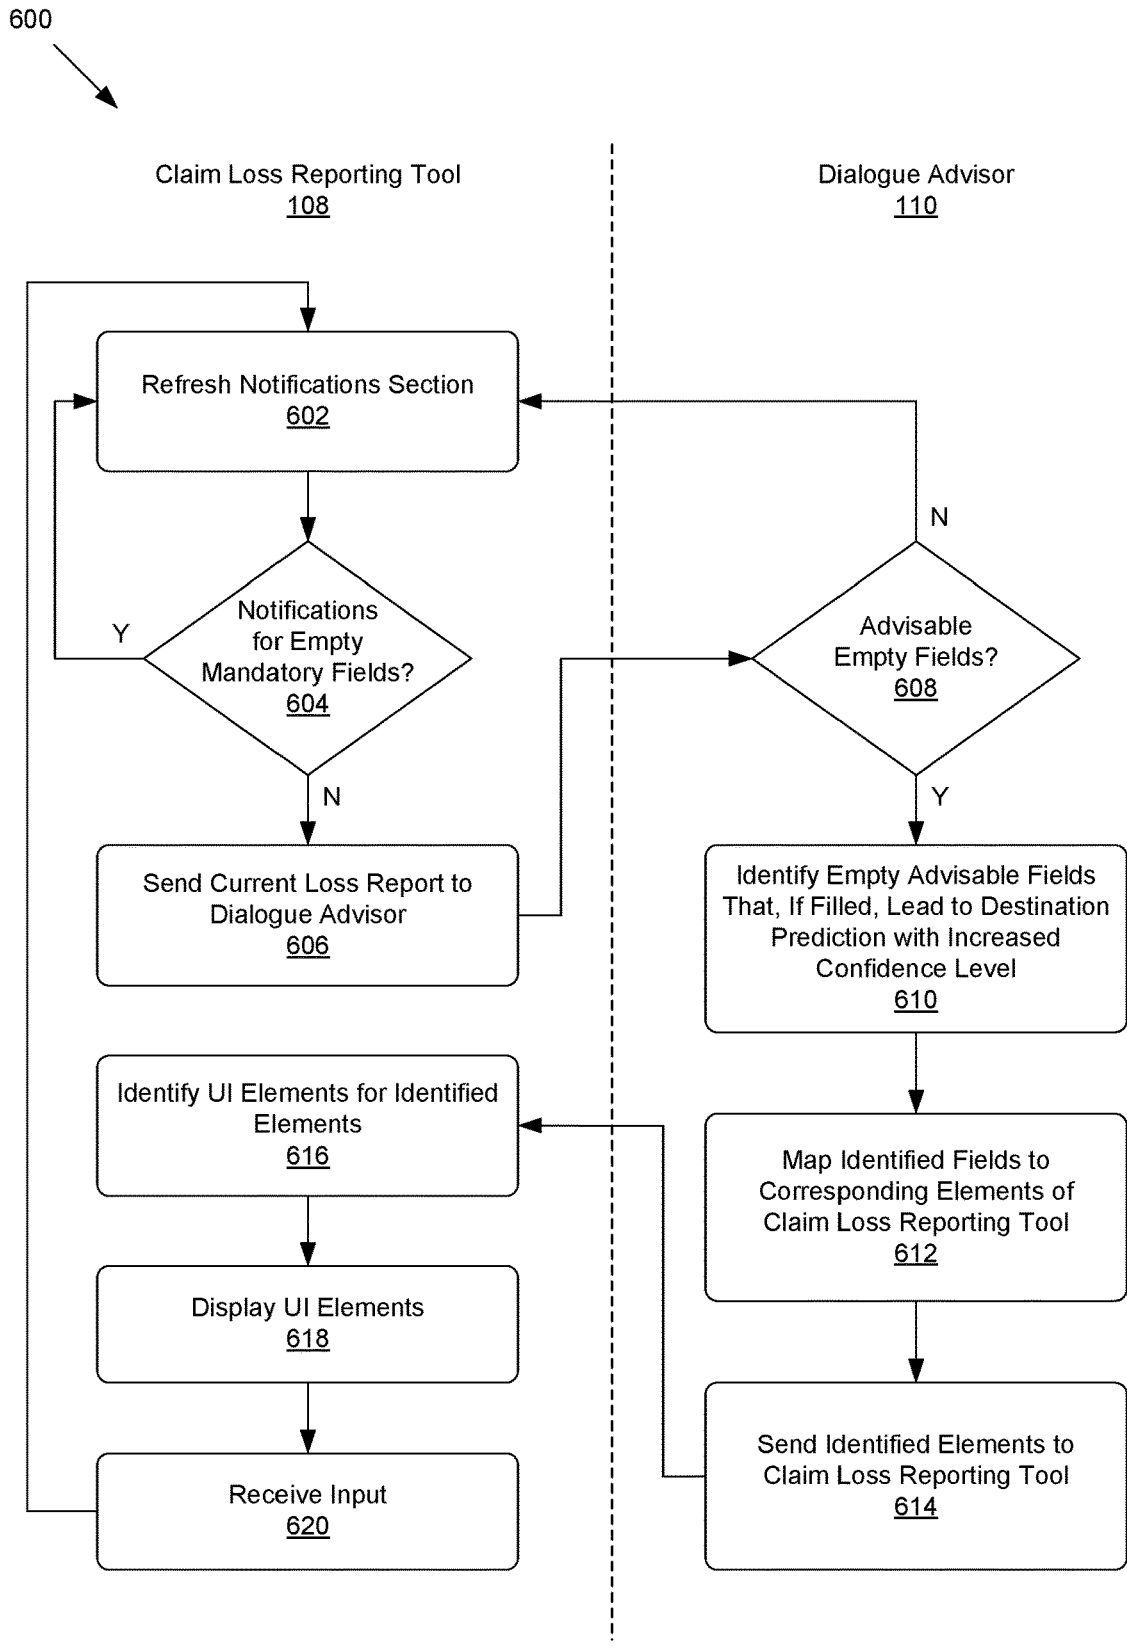 600
Claim Loss Reporting Tool
108
Dialogue Advisor
110
Refresh Notifications Section
602
Notifications
for Empty
Mandatory Fields?
604
Y
N
Send Current Loss Report to
Dialogue Advisor
606
Advisable
Empty Fields?
608
N
Y
Identify Empty Advisable Fields
That, If Filled, Lead to Destination
Prediction with Increased
Confidence Level
610
Map Identified Fields to
Corresponding Elements of
Claim Loss Reporting Tool
612
Send Identified Elements to
Claim Loss Reporting Tool
614
Identify UI Elements for Identified
Elements
616
Display UI Elements
618
Receive Input
620